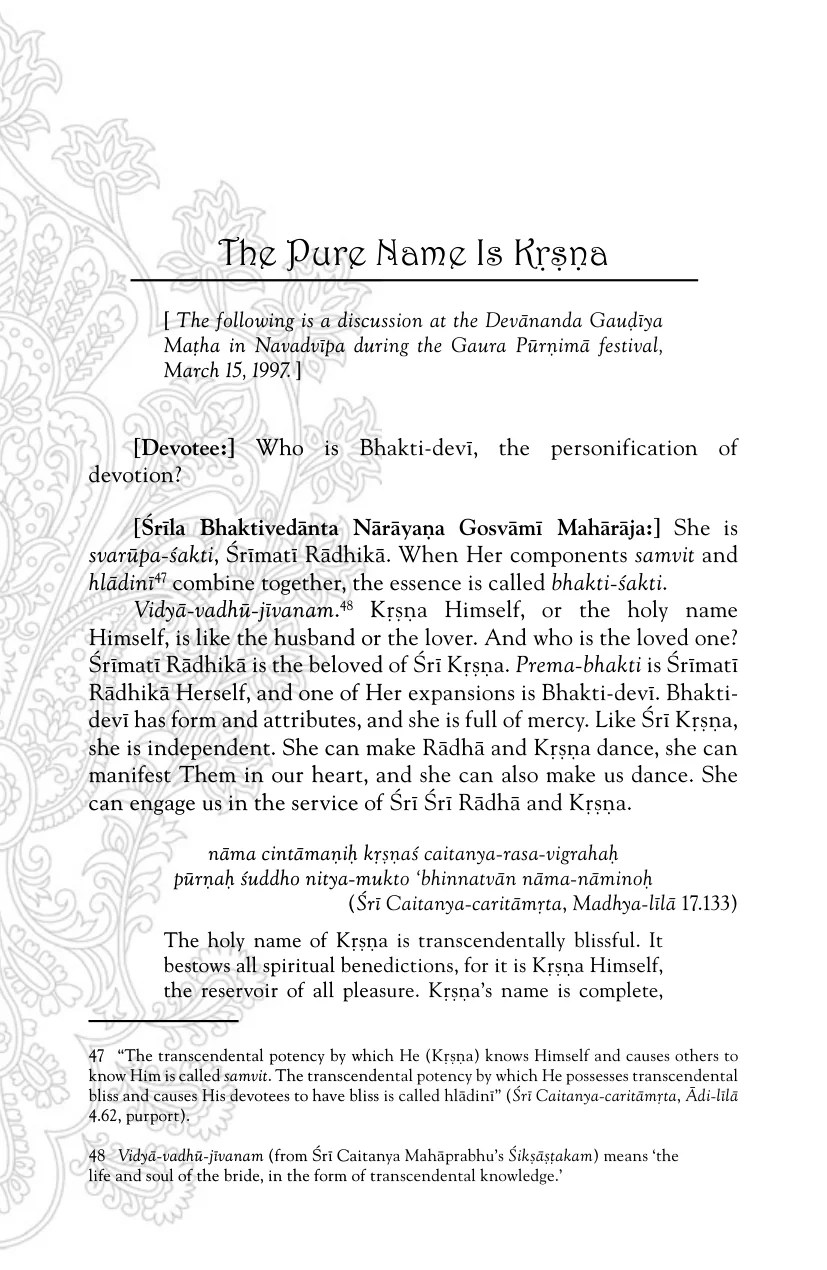 The Pure Name Is Kṛṣṇa
[ The following is a discussion at the Devānanda Gauḍīya
Maṭha in Navadvīpa during the Gaura Pūrṇimā festival,
March 15, 1997. ]
[Devotee:] Who is Bhakti-devī, the personification of
devotion?
[Śrīla Bhaktivedānta Nārāyaṇa Gosvāmī Mahārāja:] She is
svarūpa-śakti, Śrīmatī Rādhikā. When Her components samvit and
hlādinī47 combine together, the essence is called bhakti-śakti.
Vidyā-vadhū-jīvanam.48 Kṛṣṇa Himself, or the holy name
Himself, is like the husband or the lover. And who is the loved one?
Śrīmatī Rādhikā is the beloved of Śrī Kṛṣṇa. Prema-bhakti is Śrīmatī
Rādhikā Herself, and one of Her expansions is Bhakti-devī. Bhakti-
devī has form and attributes, and she is full of mercy. Like Śrī Kṛṣṇa,
she is independent. She can make Rādhā and Kṛṣṇa dance, she can
manifest Them in our heart, and she can also make us dance. She
can engage us in the service of Śrī Śrī Rādhā and Kṛṣṇa.
nāma cintāmaṇiḥ kṛṣṇaś caitanya-rasa-vigrahaḥ
pūrṇaḥ śuddho nitya-mukto ‘bhinnatvān nāma-nāminoḥ
(Śrī Caitanya-caritāmṛta, Madhya-līlā 17.133)
The holy name of Kṛṣṇa is transcendentally blissful. It
bestows all spiritual benedictions, for it is Kṛṣṇa Himself,
the reservoir of all pleasure. Kṛṣṇa’s name is complete,
47 “The transcendental potency by which He (Kṛṣṇa) knows Himself and causes others to
know Him is called samvit. The transcendental potency by which He possesses transcendental
bliss and causes His devotees to have bliss is called hlādinī” (Śrī Caitanya-caritāmṛta, Ādi-līlā
4.62, purport).
48 Vidyā-vadhū-jīvanam (from Śrī Caitanya Mahāprabhu’s Śikṣāṣṭakam) means ‘the
life and soul of the bride, in the form of transcendental knowledge.’